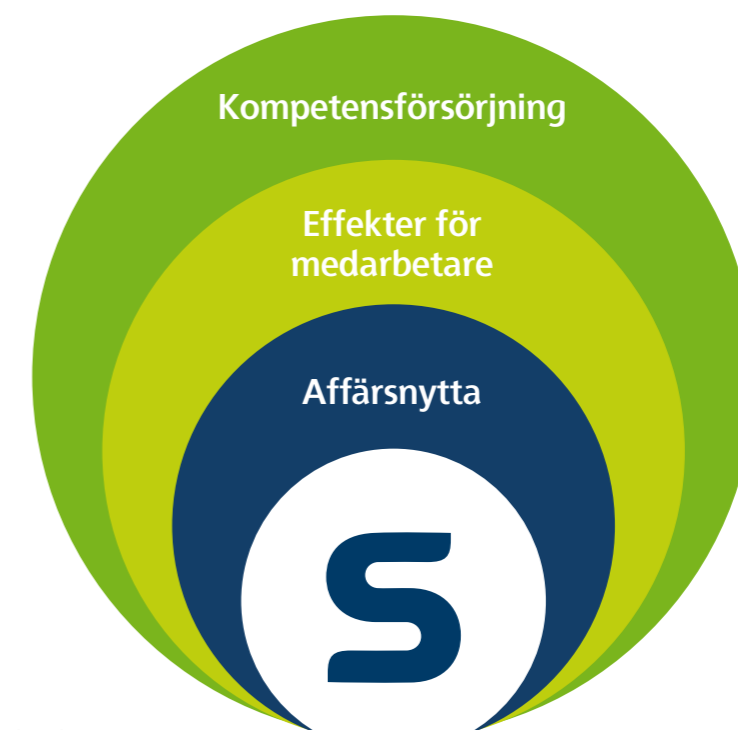 Kompetensförsörjning
Effekter för
medarbetare
Affärsnytta
S